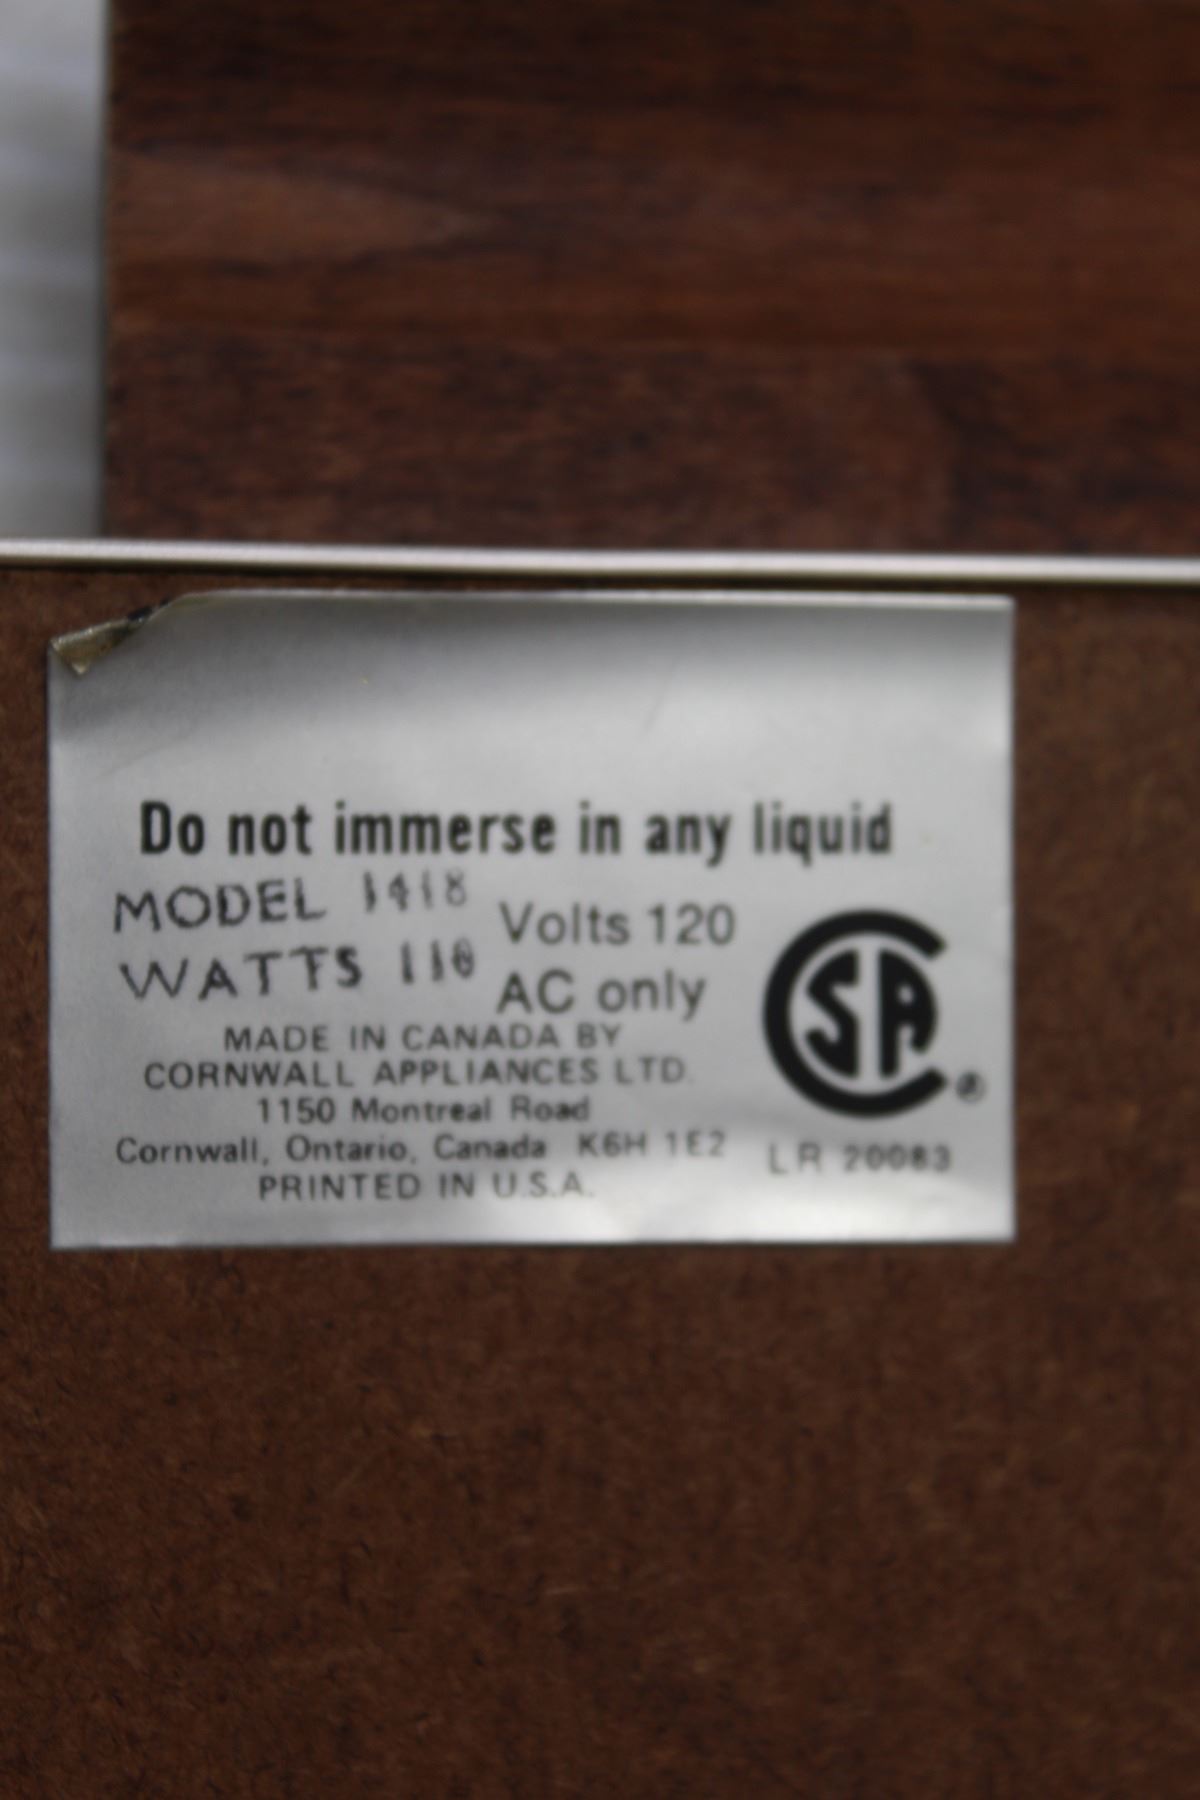 Do not immerse in any liquid
MODEL 1418
WATTS 110
Volts 120
AC only
MADE IN CANADA BY
CORNWALL APPLIANCES LTD.
1150 Montreal Road
Cornwall, Ontario, Canada K6H 1E2
PRINTED IN U.S.A.
CSA ®
LR 20083